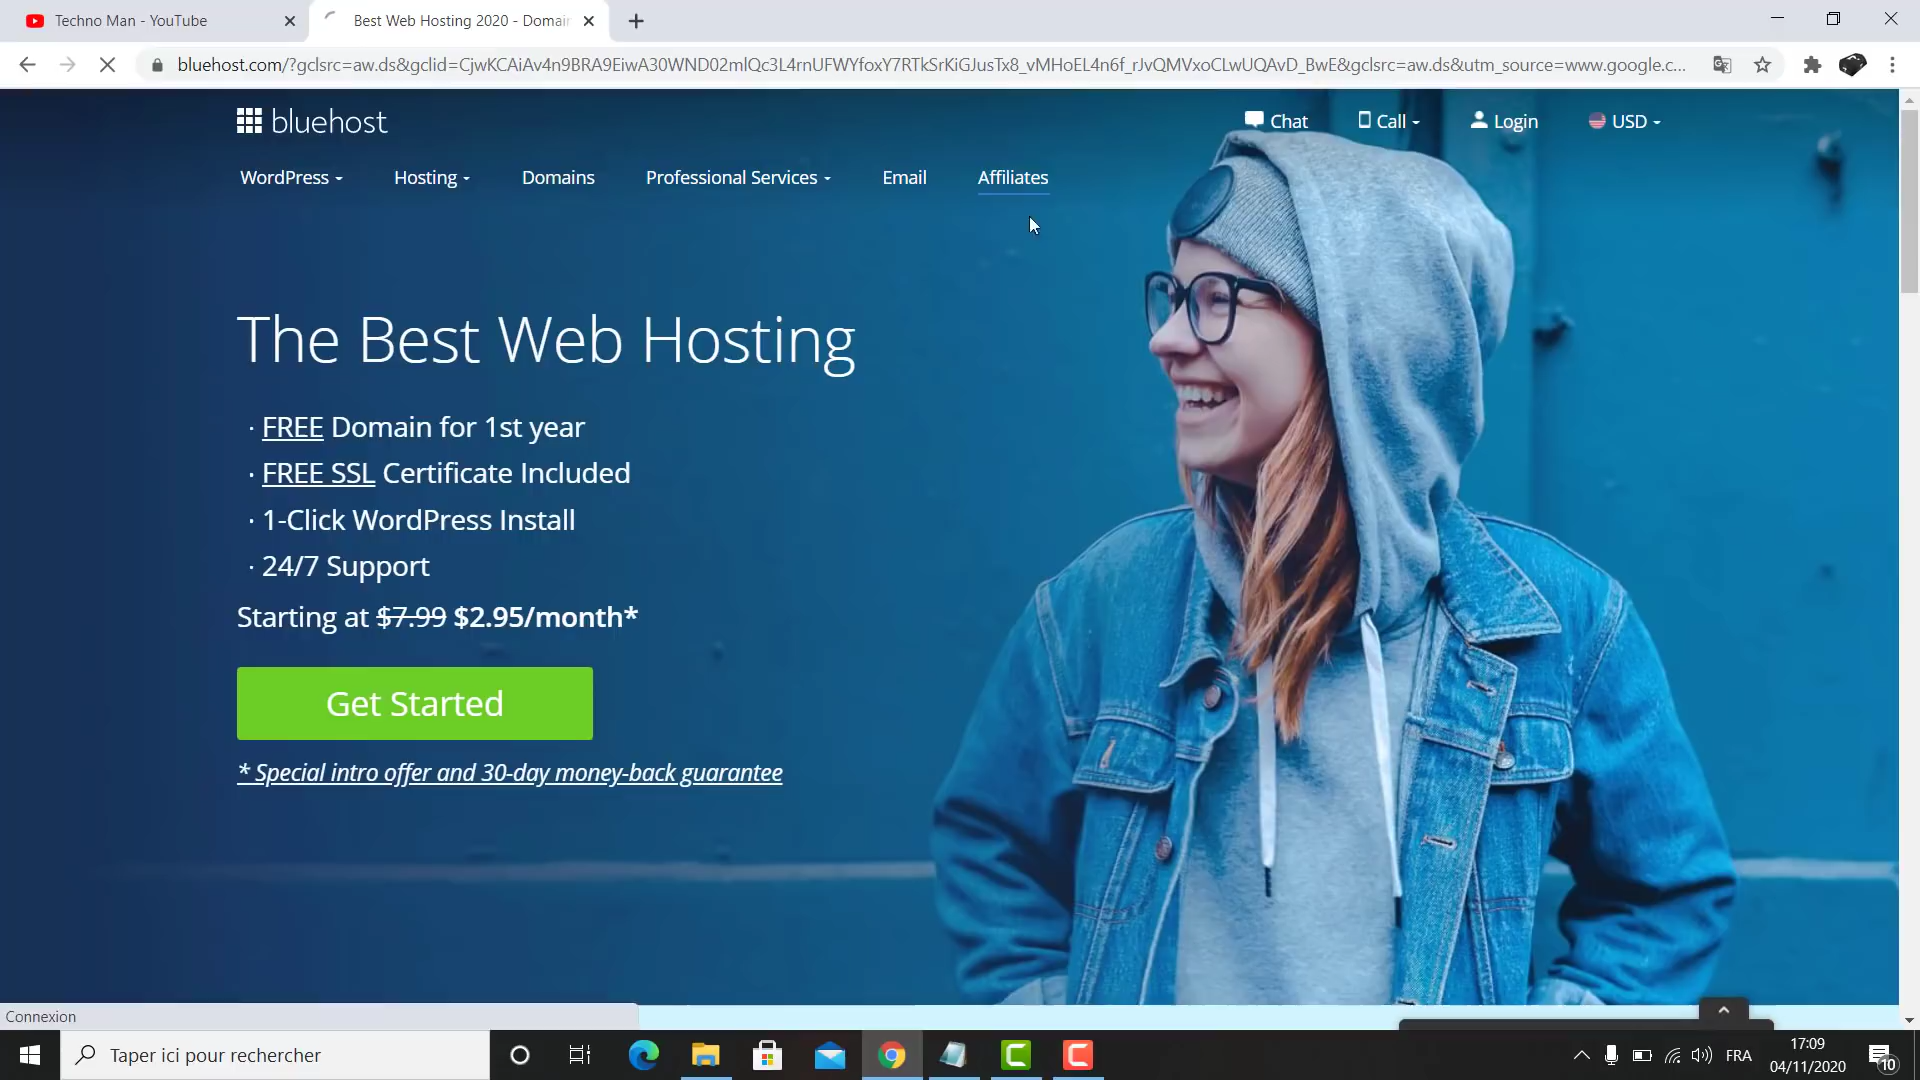 Techno Man - YouTube
Best Web Hosting 2020 - Domain
bluehost.com/?gclsrc=aw.ds&gclid=CjwKCAiAv4n9BRA9EiwA30WND02mlQc3L4rnUFWYfoxY7RTkSrKiGJusTx8_vMHoEL4n6f_rJvQMVxoCLwUQAvD_BwE&gclsrc=aw.ds&utm_source=www.google.c...
bluehost
Chat
Call
Login
USD
WordPress
Hosting
Domains
Professional Services
Email
Affiliates
The Best Web Hosting
· FREE Domain for 1st year
· FREE SSL Certificate Included
· 1-Click WordPress Install
· 24/7 Support
Starting at $7.99 $2.95/month*
Get Started
* Special intro offer and 30-day money-back guarantee
Connexion
Taper ici pour rechercher
FRA
17:09
04/11/2020
10